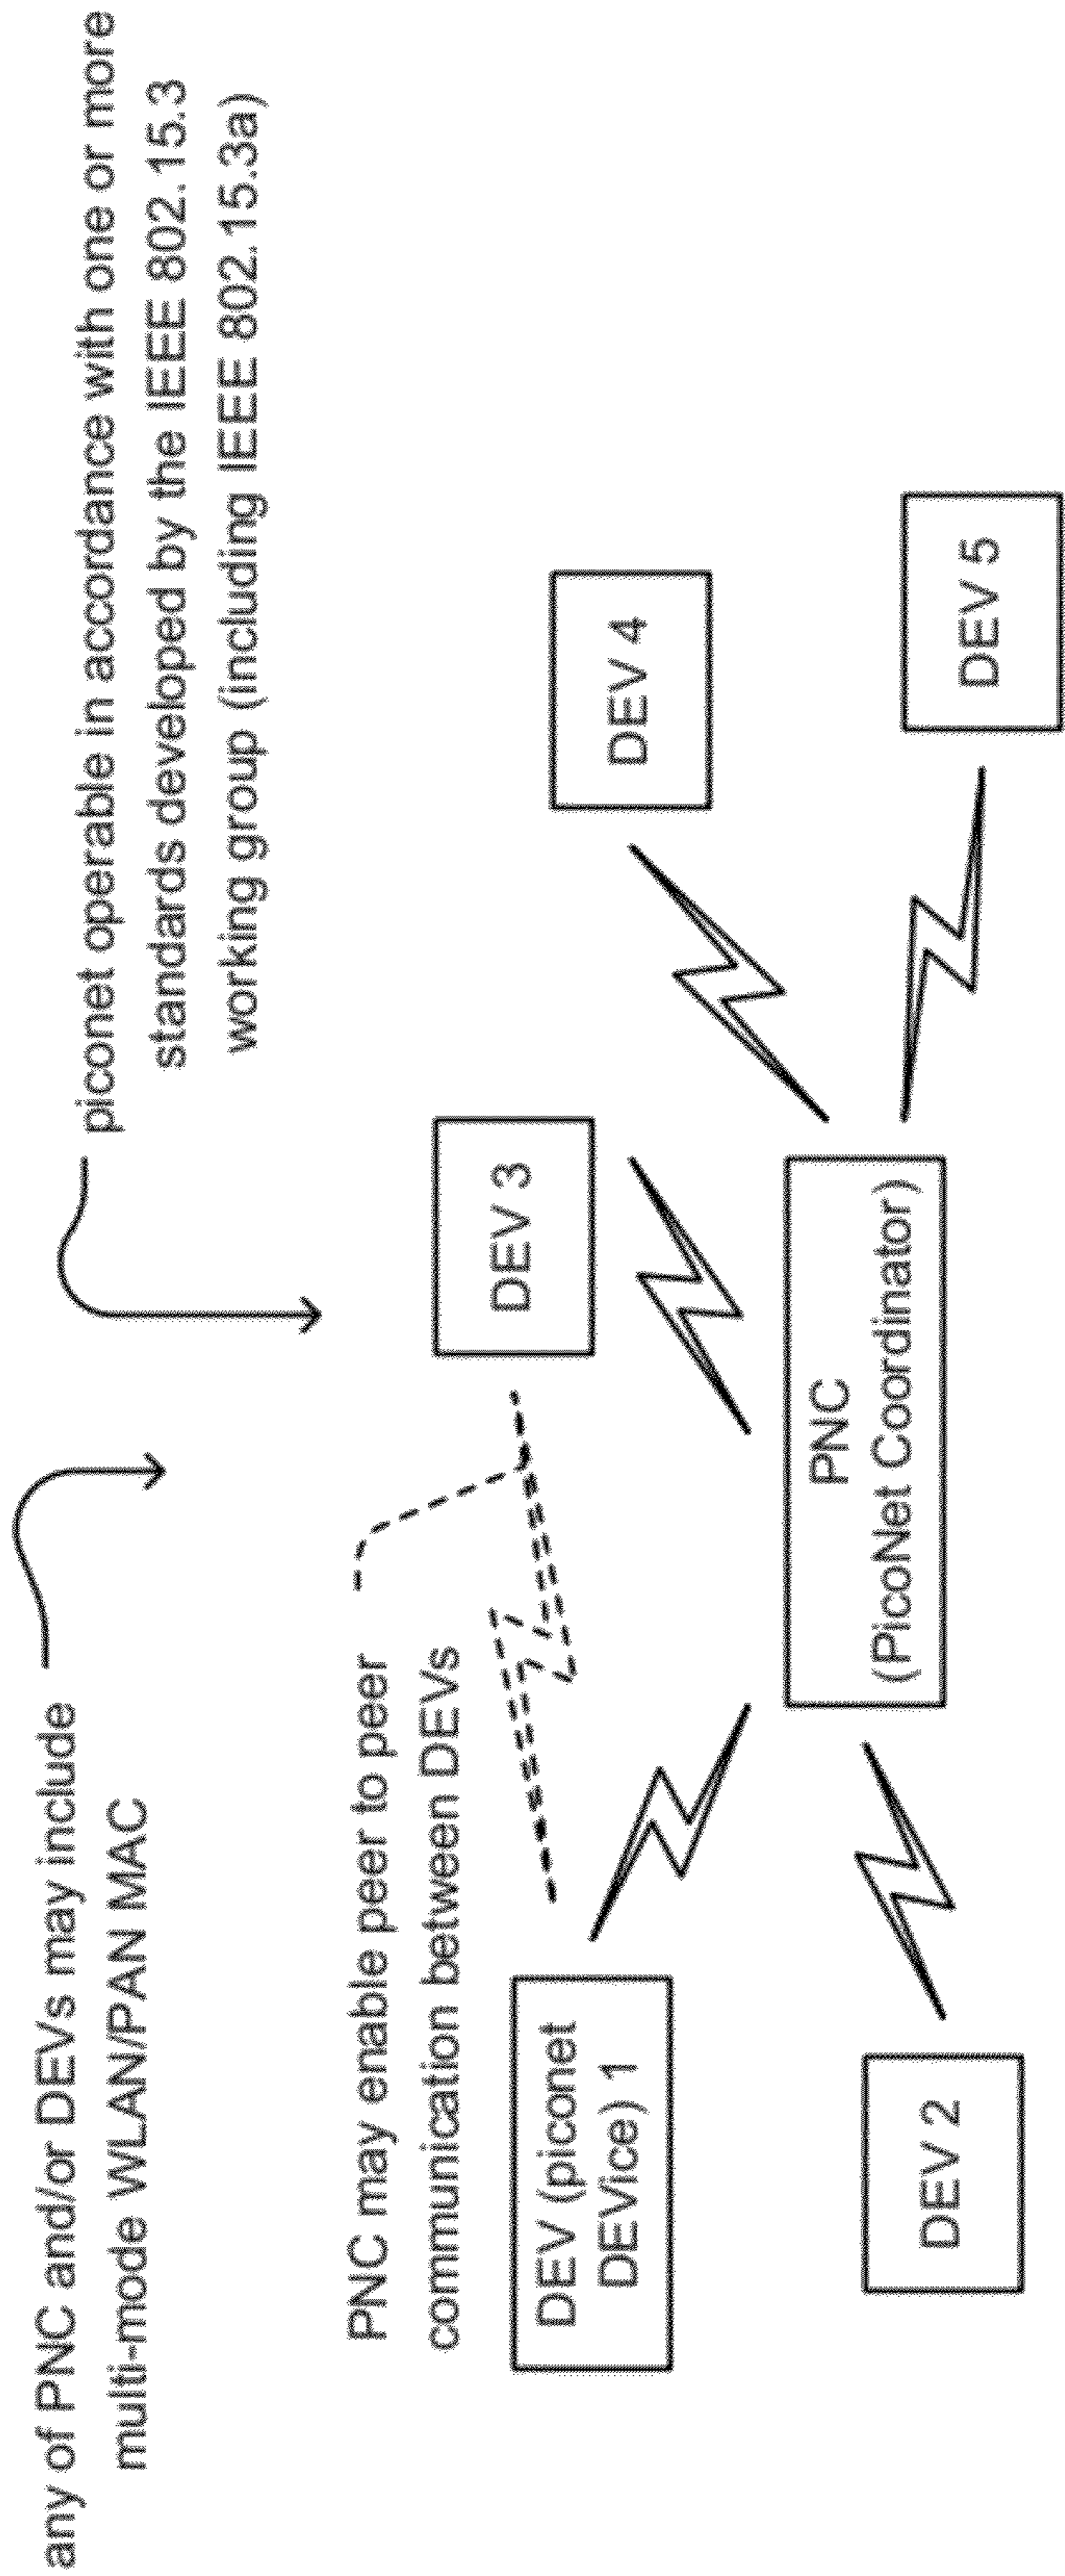 any of PNC and/or DEVs may include
multi-mode WLAN/PAN MAC
piconet operable in accordance with one or more
standards developed by the IEEE 802.15.3
working group (including IEEE 802.15.3a)
PNC may enable peer to peer
communication between DEVs
DEV 3
DEV 4
DEV (piconet
DEVice) 1
PNC
(PicoNet Coordinator)
DEV 2
DEV 5